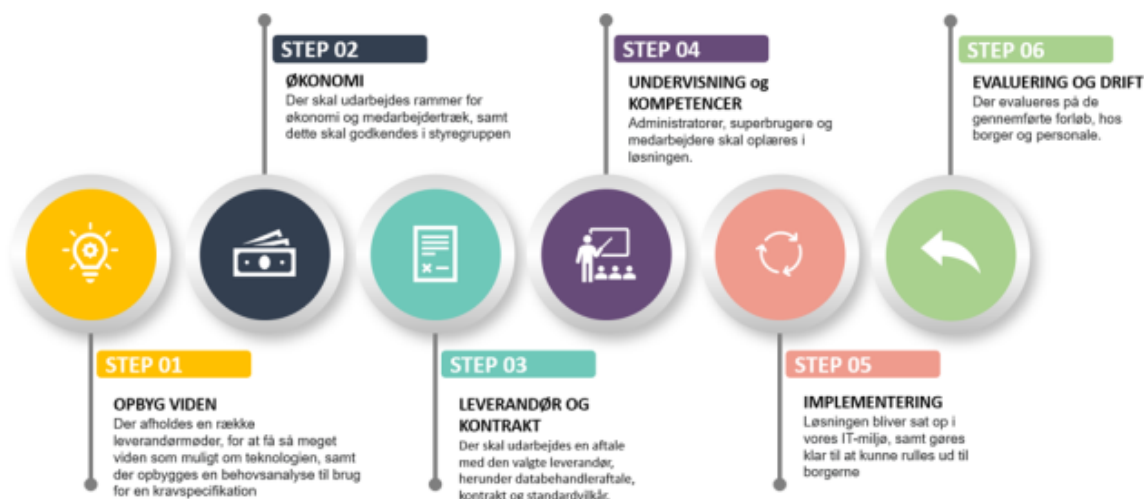 STEP 01
OPBYG VIDEN
Der afholdes en række
leverandørmøder, for at få så meget
viden som muligt om teknologien, samt
der opbygges en behovsanalyse til brug
for en kravspecifikation
STEP 02
ØKONOMI
Der skal udarbejdes rammer for
økonomi og medarbejdertræk, samt
dette skal godkendes i styregruppen
STEP 03
LEVERANDØR OG
KONTRAKT
Der skal udarbejdes en aftale
med den valgte leverandør,
herunder databehandleraftale,
kontrakt og standardvilkår.
STEP 04
UNDERVISNING og
KOMPETENCER
Administratorer, superbrugere og
medarbejdere skal oplæres i
løsningen.
STEP 05
IMPLEMENTERING
Løsningen bliver sat op i
vores IT-miljø, samt gøres
klar til at kunne rulles ud til
borgerne
STEP 06
EVALUERING OG DRIFT
Der evalueres på de
gennemførte forløb, hos
borger og personale.